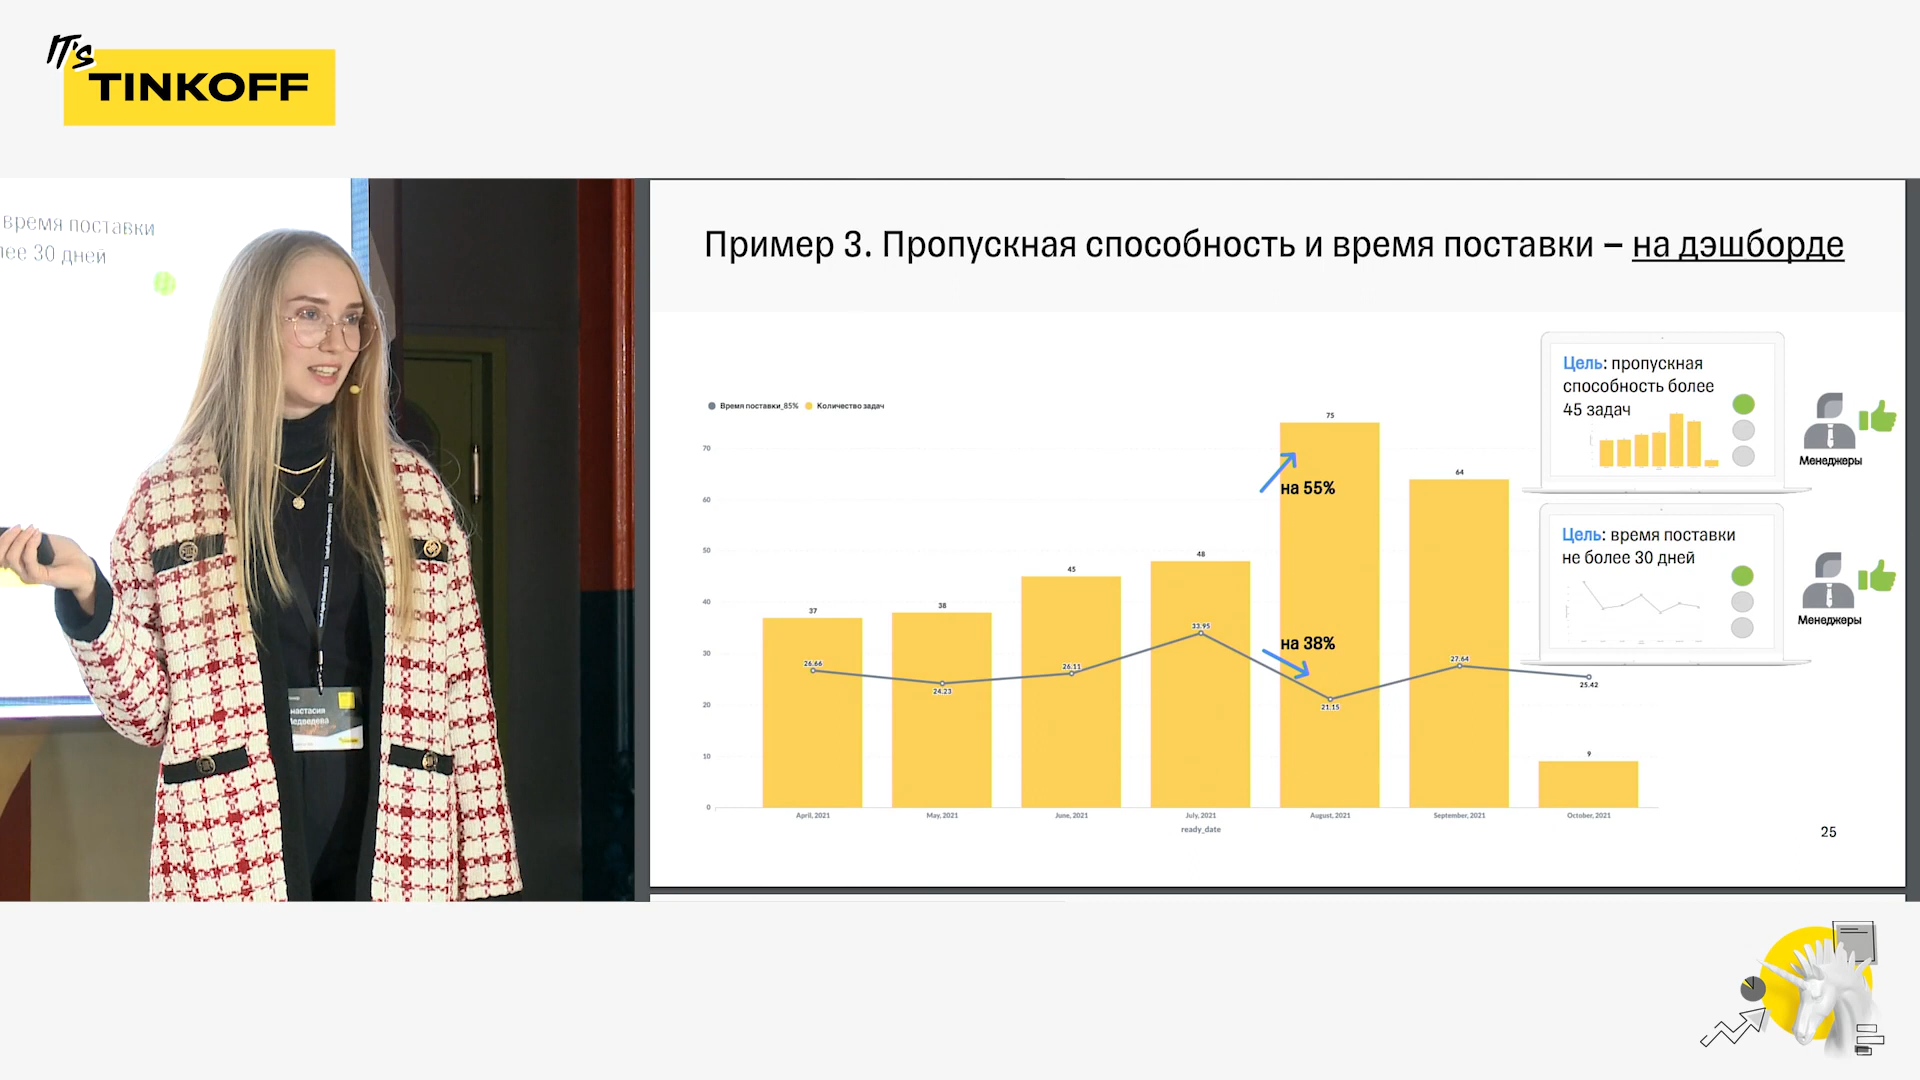 IT's
TINKOFF
время поставки
30 дней
Пример 3. Пропускная способность и время поставки – на дэшборде
Время поставки_85% Количество задач
Цель: пропускная
способность более
45 задач
Менеджеры
Цель: время поставки
не более 30 дней
Менеджеры
на 55%
на 38%
70
60
50
40
30
20
10
0
37
38
45
48
75
64
9
26.66
24.23
26.11
33.95
21.15
27.64
25.42
April, 2021
May, 2021
June, 2021
July, 2021
August, 2021
September, 2021
October, 2021
ready_date
25